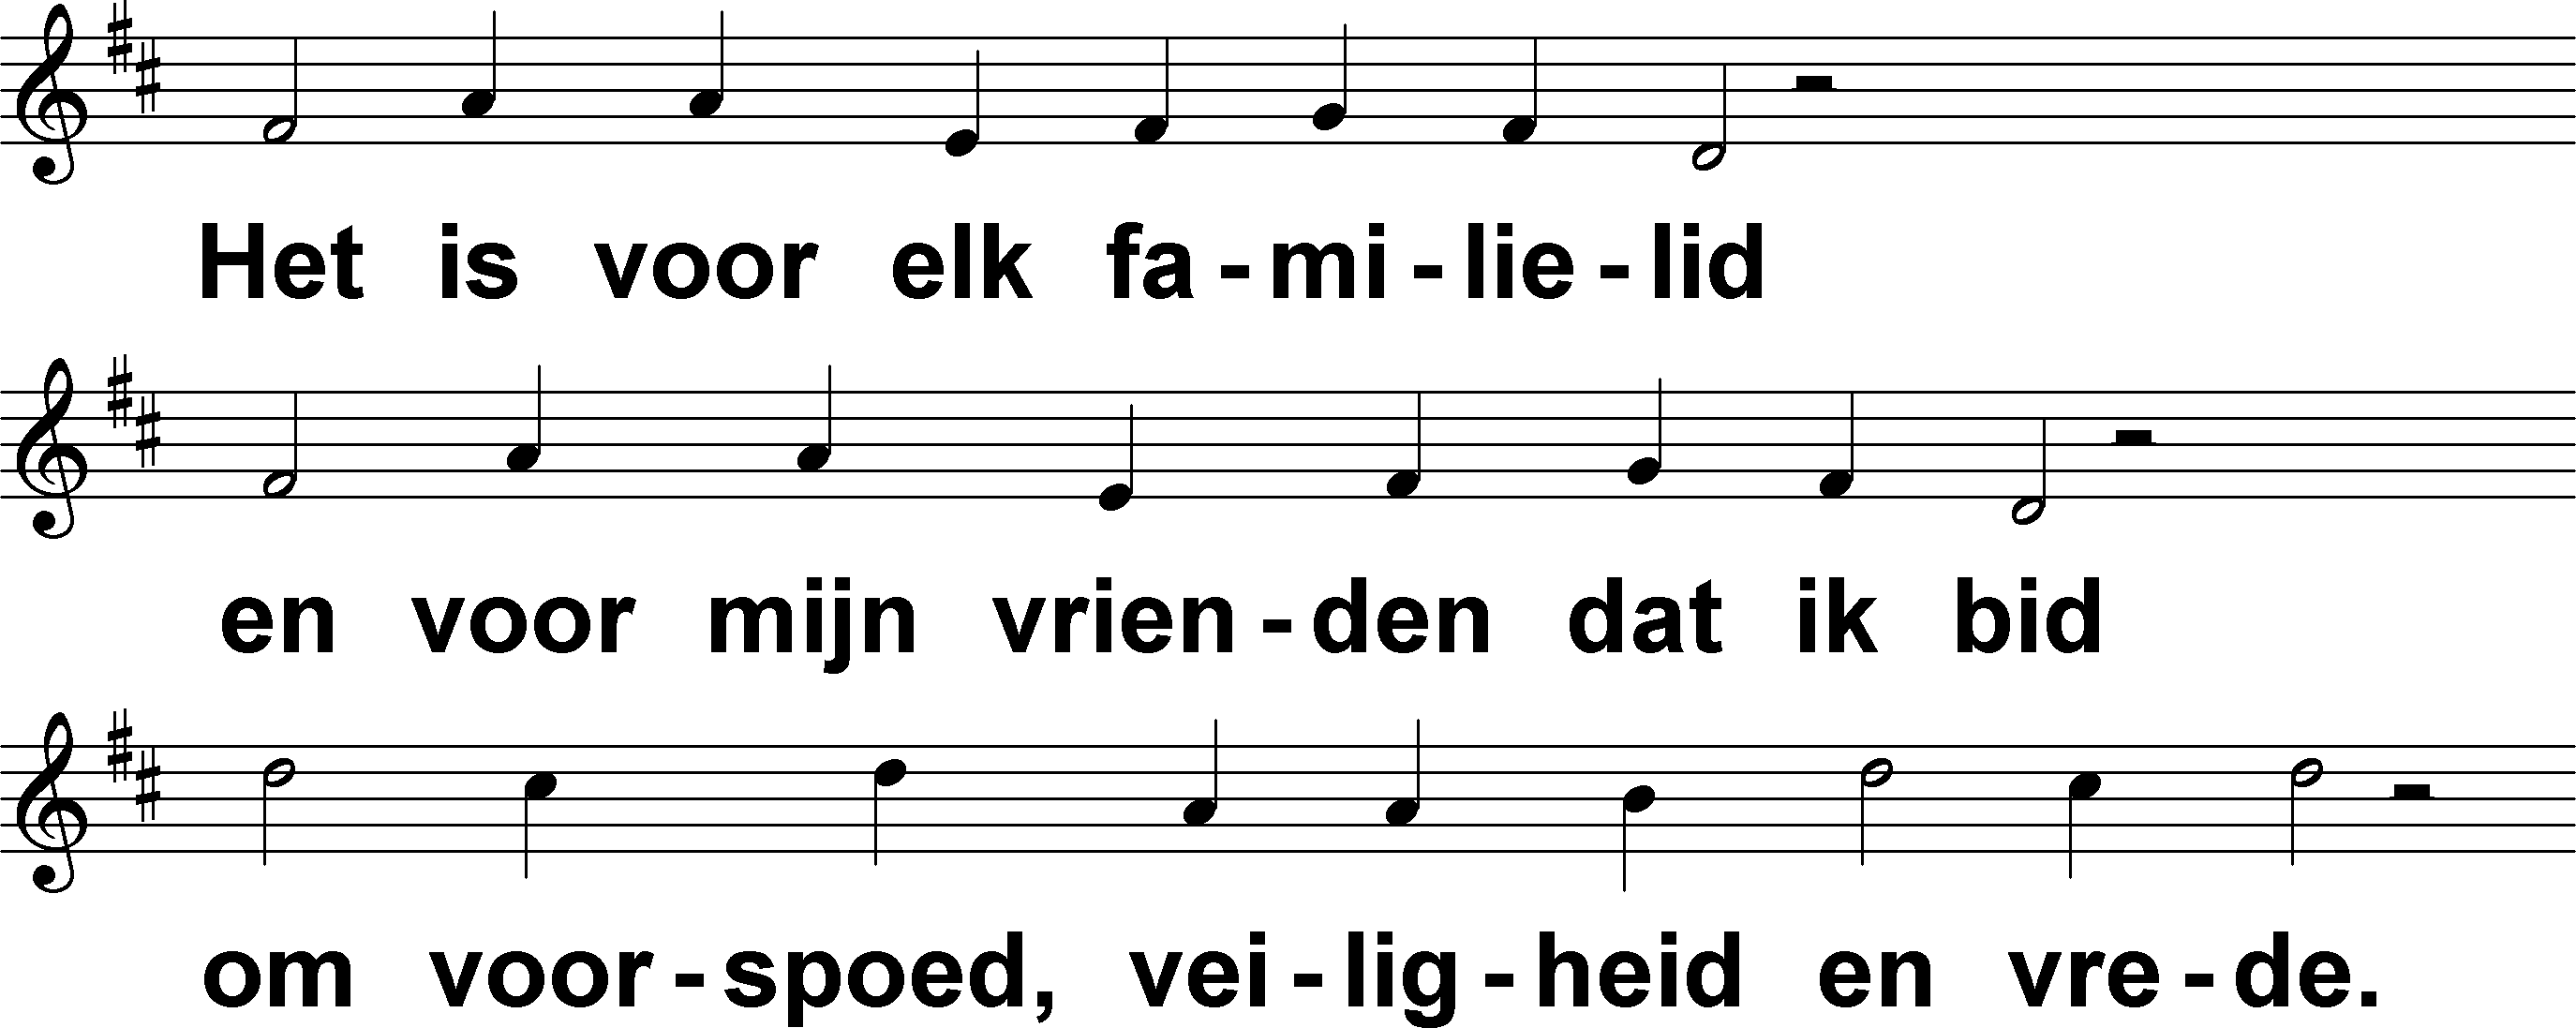 Het is voor elk fa-mi-lie-lid
en voor mijn vrien-den dat ik bid
om voor-spoed, vei-lig-heid en vre-de.